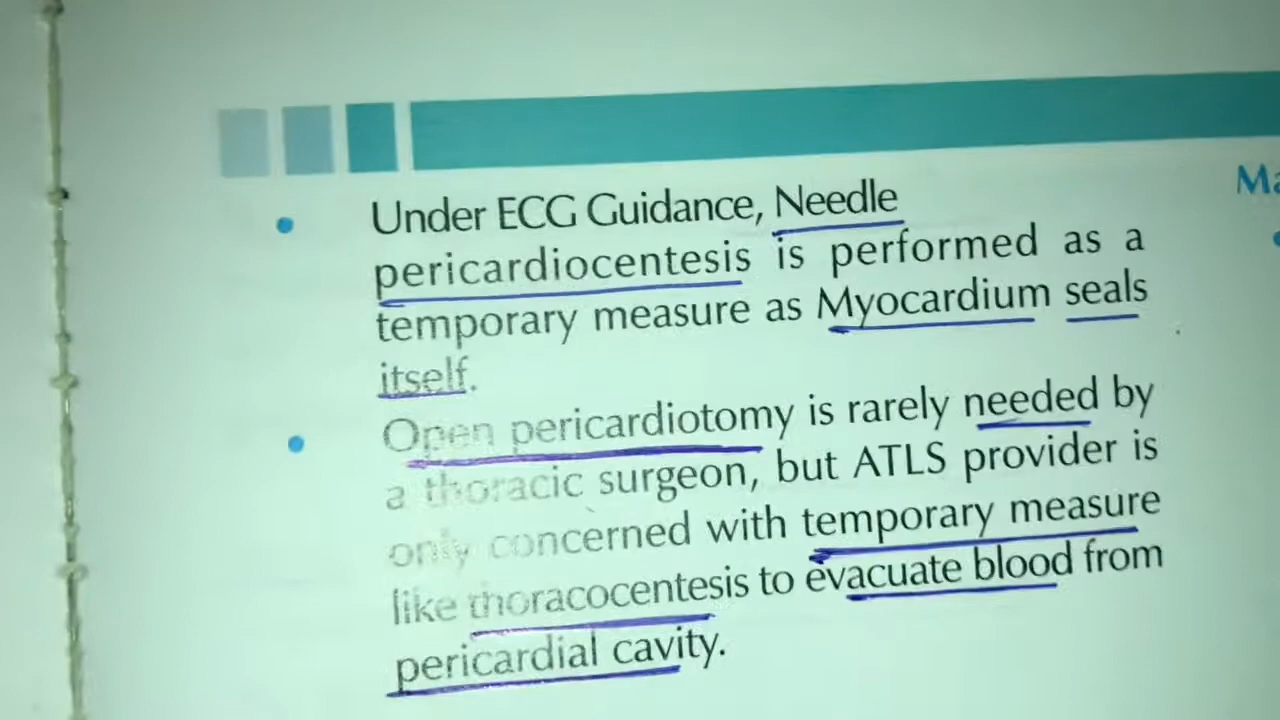 Under ECG Guidance, Needle
pericardiocentesis is performed as a
temporary measure as Myocardium seals
itself.
Open pericardiotomy is rarely needed by
a thoracic surgeon, but ATLS provider is
only concerned with temporary measure
like thoracocentesis to evacuate blood from
pericardial cavity.
Ma